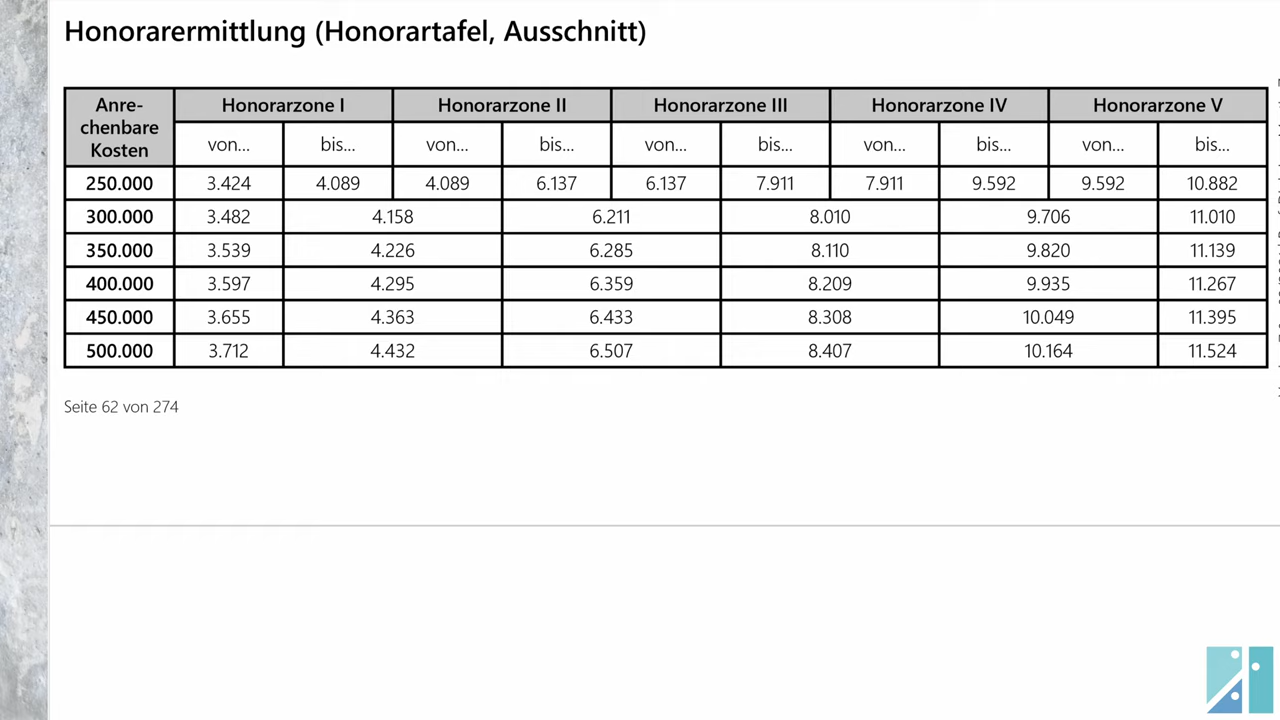 Honorarermittlung (Honorartafel, Ausschnitt)
Anre-
chenbare
Kosten
Honorarzone I Honorarzone II Honorarzone III Honorarzone IV Honorarzone V
von... bis... von... bis... von... bis... von... bis... von... bis...
250.000 3.424 4.089 4.089 6.137 6.137 7.911 7.911 9.592 9.592 10.882
300.000 3.482 4.158 6.211 8.010 9.706 11.010
350.000 3.539 4.226 6.285 8.110 9.820 11.139
400.000 3.597 4.295 6.359 8.209 9.935 11.267
450.000 3.655 4.363 6.433 8.308 10.049 11.395
500.000 3.712 4.432 6.507 8.407 10.164 11.524
Seite 62 von 274